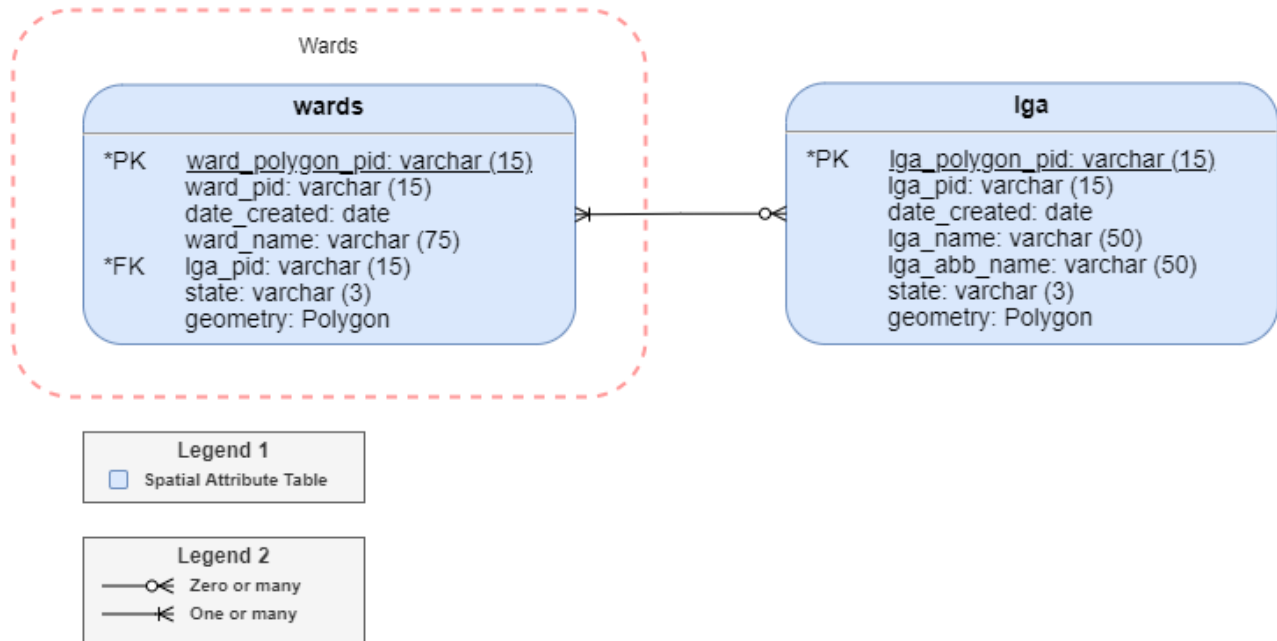 Wards
wards
*PK ward_polygon_pid: varchar (15)
ward_pid: varchar (15)
date_created: date
ward_name: varchar (75)
*FK lga_pid: varchar (15)
state: varchar (3)
geometry: Polygon
lga
*PK lga_polygon_pid: varchar (15)
lga_pid: varchar (15)
date_created: date
lga_name: varchar (50)
lga_abb_name: varchar (50)
state: varchar (3)
geometry: Polygon
Legend 1
Spatial Attribute Table
Legend 2
Zero or many
One or many